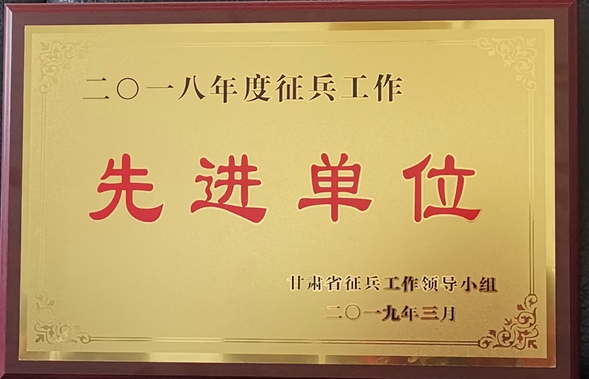 二〇一八年度征兵工作
先进单位
甘肃省征兵工作领导小组
二〇一九年三月